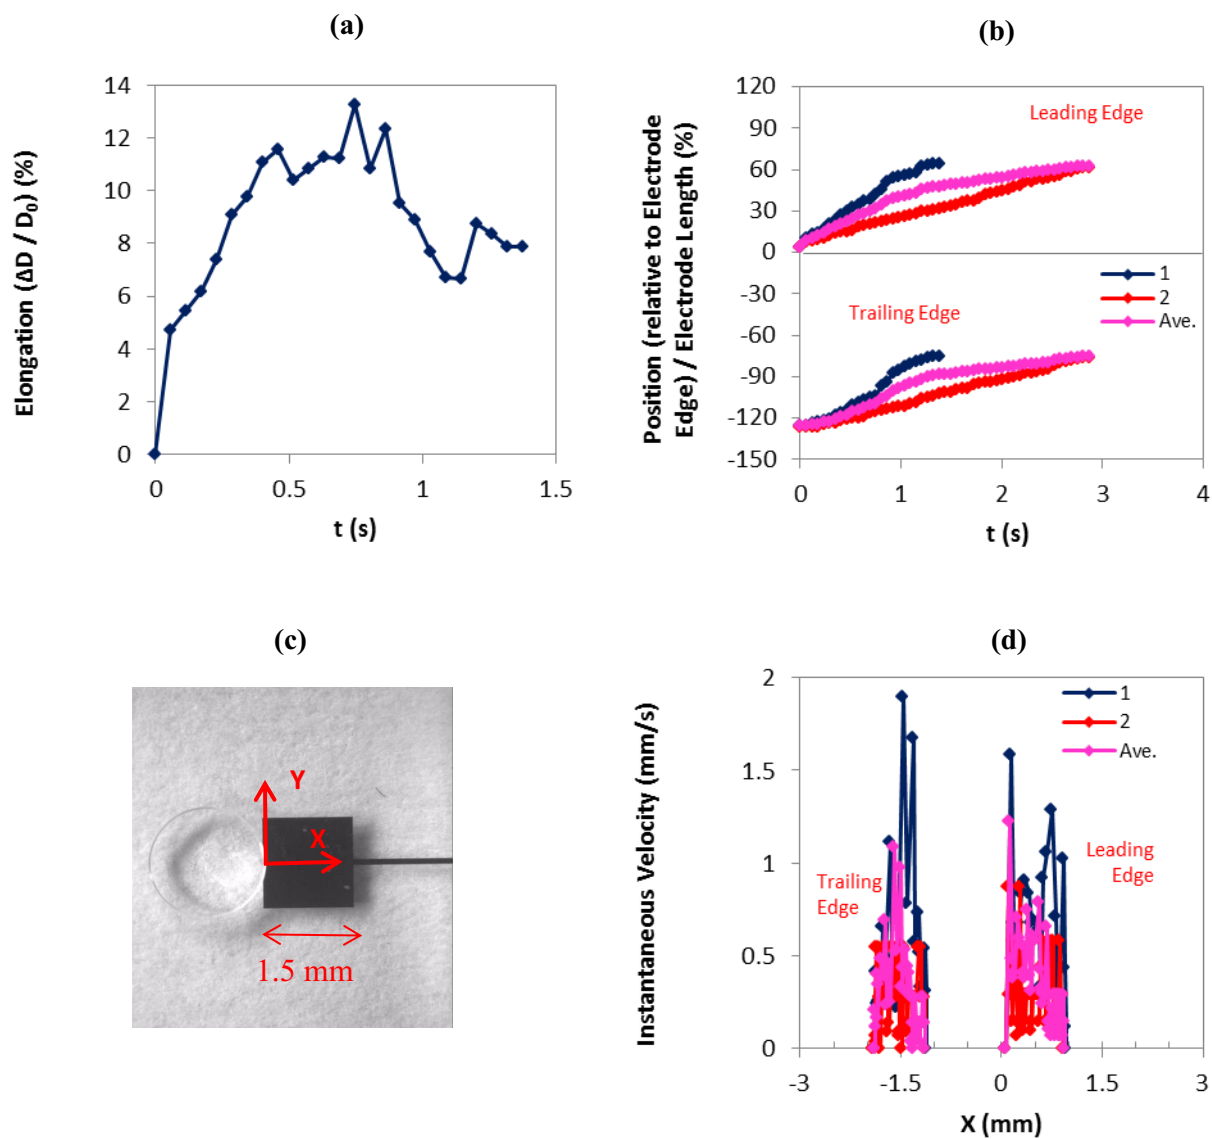 (a)
14
12
10
8
6
4
2
0
0
0.5
1
1.5
t (s)
Elongation (ΔD / D₀) (%)
(b)
120
90
60
30
0
-30
-60
-90
-120
-150
0
1
2
3
4
t (s)
Position (relative to Electrode
Edge) / Electrode Length (%)
Leading Edge
Trailing Edge
1
2
Ave.
(c)
Y
X
1.5 mm
(d)
2
1.5
1
0.5
0
-3
-1.5
0
1.5
3
X (mm)
Instantaneous Velocity (mm/s)
1
2
Ave.
Trailing
Edge
Leading
Edge